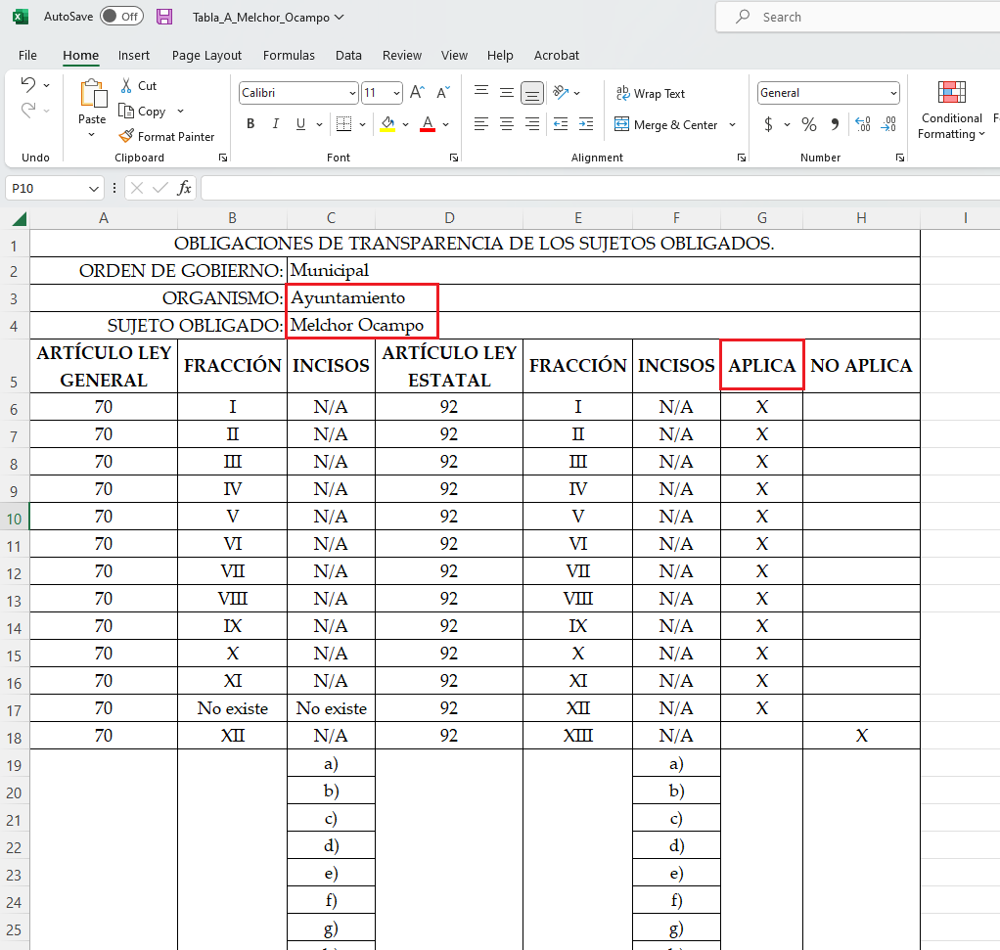 AutoSave Off Tabla_A_Melchor_Ocampo Search
File Home Insert Page Layout Formulas Data Review View Help Acrobat
Cut
Copy
Format Painter
Paste
Calibri 11
B I U
Wrap Text
Merge & Center
General
$ % 9
Conditional
Formatting
F
Undo Clipboard Font Alignment Number
P10 fx
A B C D E F G H I
1 OBLIGACIONES DE TRANSPARENCIA DE LOS SUJETOS OBLIGADOS.
2 ORDEN DE GOBIERNO: Municipal
3 ORGANISMO: Ayuntamiento
4 SUJETO OBLIGADO: Melchor Ocampo
5 ARTÍCULO LEY GENERAL FRACCIÓN INCISOS ARTÍCULO LEY ESTATAL FRACCIÓN INCISOS APLICA NO APLICA
6 70 I N/A 92 I N/A X
7 70 II N/A 92 II N/A X
8 70 III N/A 92 III N/A X
9 70 IV N/A 92 IV N/A X
10 70 V N/A 92 V N/A X
11 70 VI N/A 92 VI N/A X
12 70 VII N/A 92 VII N/A X
13 70 VIII N/A 92 VIII N/A X
14 70 IX N/A 92 IX N/A X
15 70 X N/A 92 X N/A X
16 70 XI N/A 92 XI N/A X
17 70 No existe No existe 92 XII N/A X
18 70 XII N/A 92 XIII N/A X
19 a) a)
20 b) b)
21 c) c)
22 d) d)
23 e) e)
24 f) f)
25 g) g)